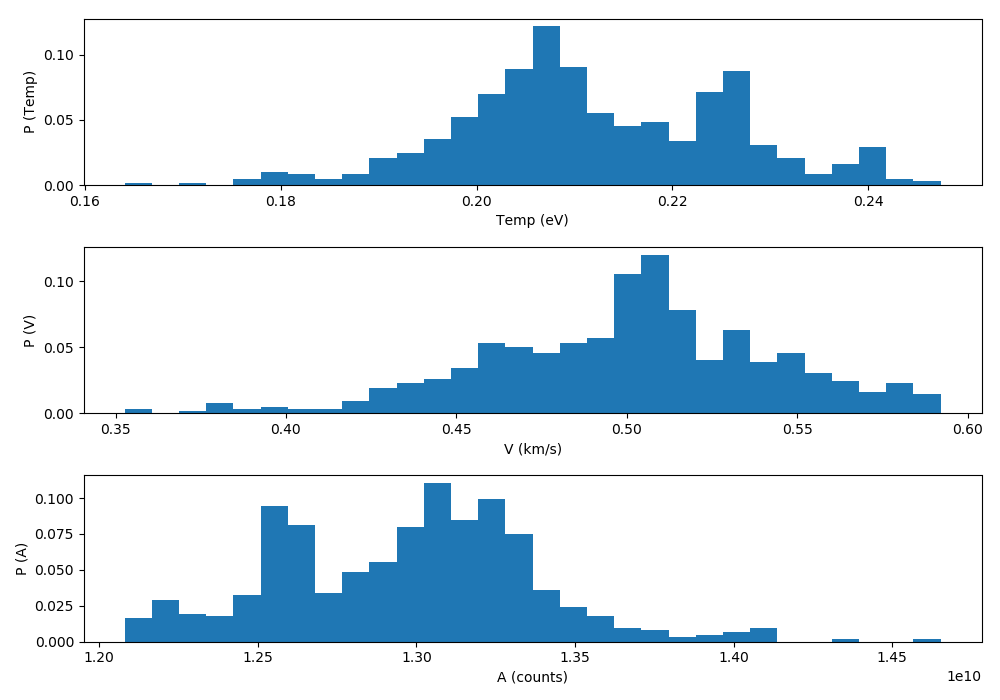 0.10
0.05
0.00
P (Temp)
0.16 0.18 0.20 0.22 0.24
Temp (eV)
0.10
0.05
0.00
P (V)
0.35 0.40 0.45 0.50 0.55 0.60
V (km/s)
0.100
0.075
0.050
0.025
0.000
P (A)
1.20 1.25 1.30 1.35 1.40 1.45
1e10
A (counts)